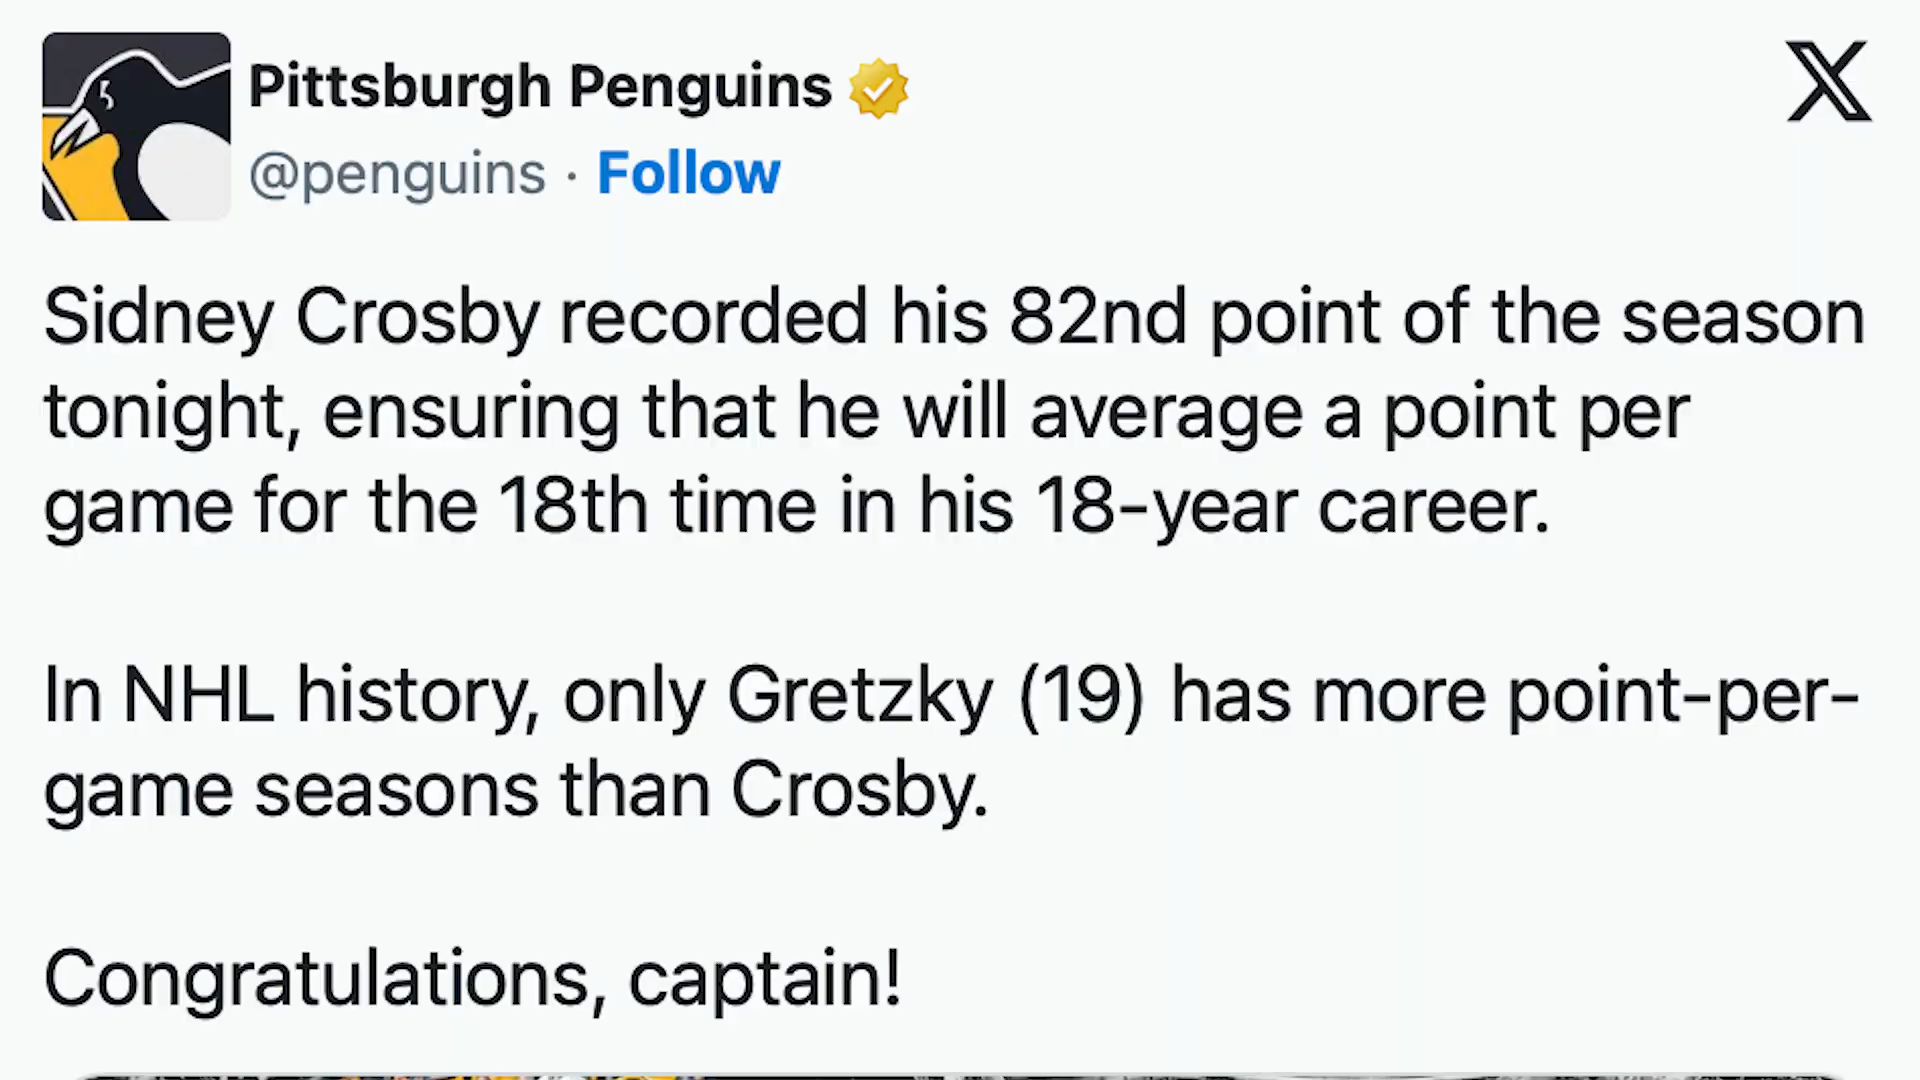 Pittsburgh Penguins
@penguins · Follow
Sidney Crosby recorded his 82nd point of the season
tonight, ensuring that he will average a point per
game for the 18th time in his 18-year career.
In NHL history, only Gretzky (19) has more point-per-
game seasons than Crosby.
Congratulations, captain!